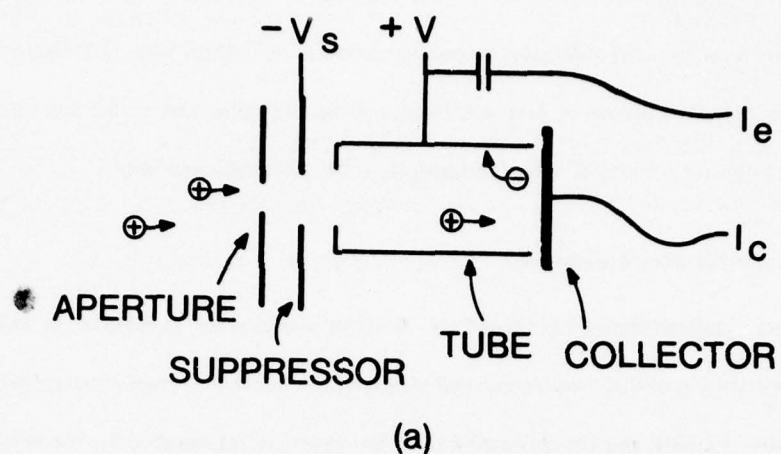 − Vs + V
Ie
⊕→
⊖
⊕→
⊕→
Ic
APERTURE
TUBE
COLLECTOR
SUPPRESSOR
(a)